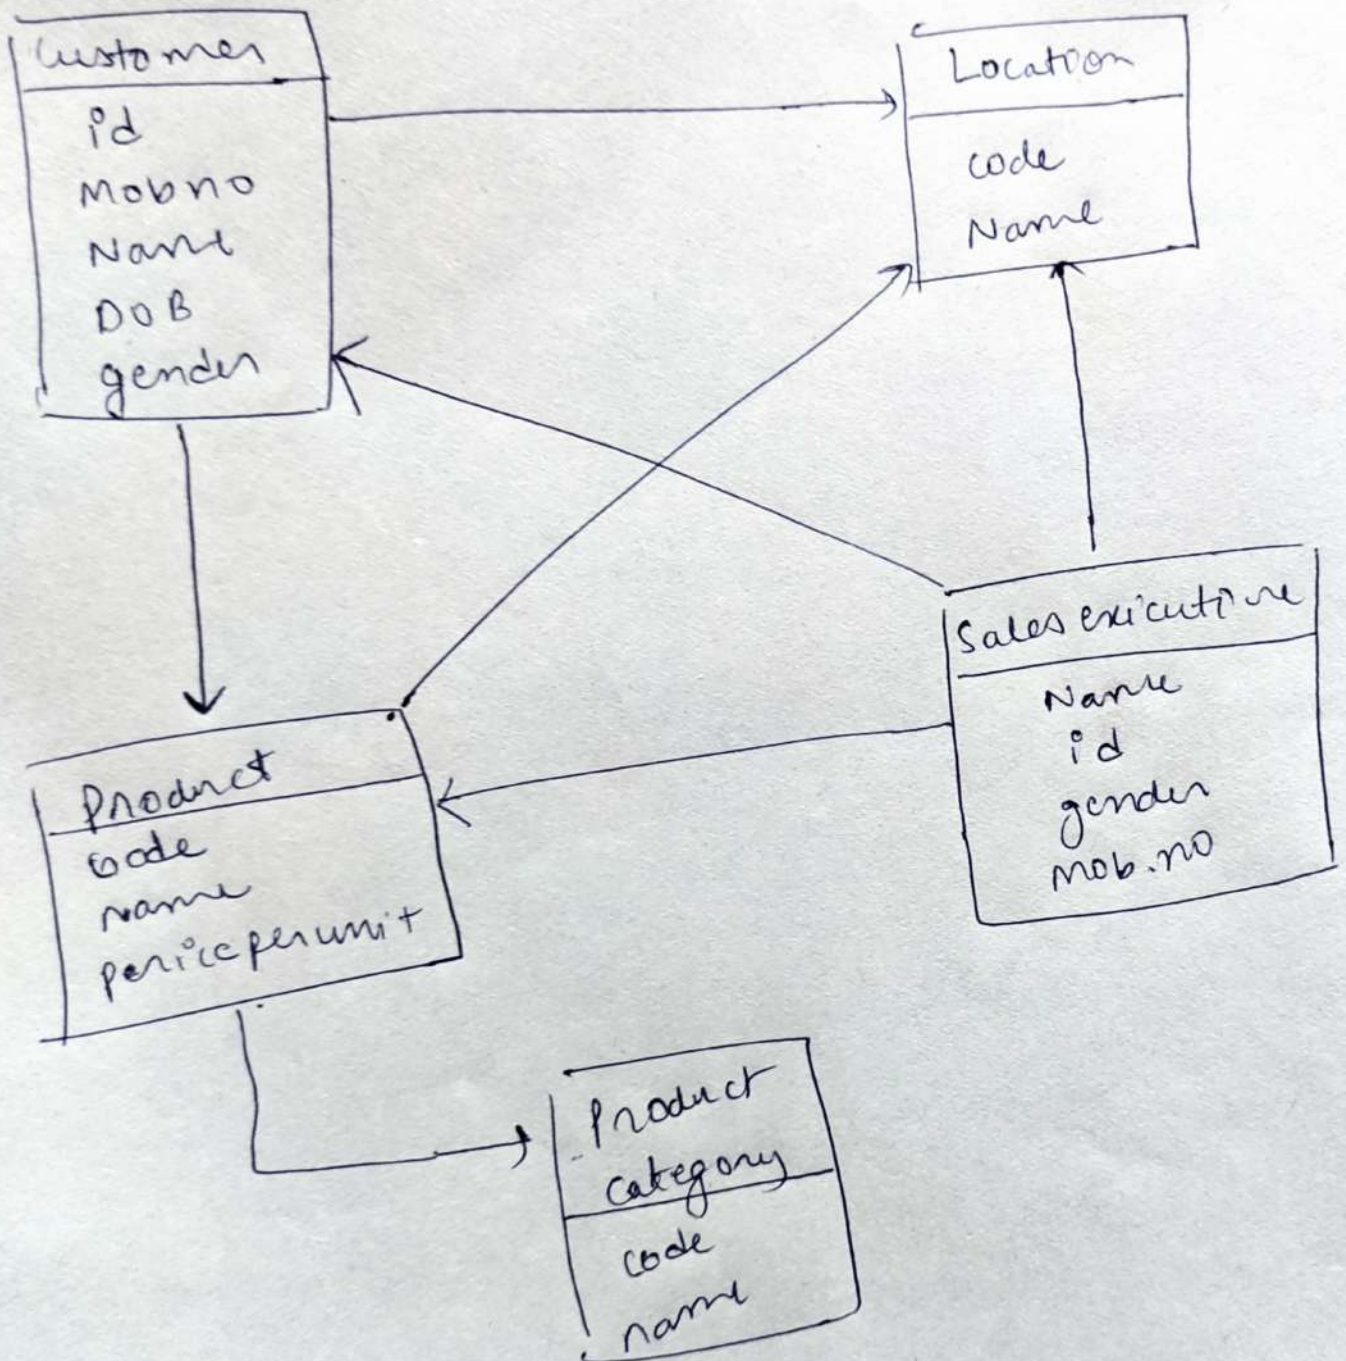 Customer
id
Mobno
Name
DOB
gender
Location
code
Name
Sales executive
Name
id
gender
Mob.no
Product
code
name
periceperunit
Product
category
code
name